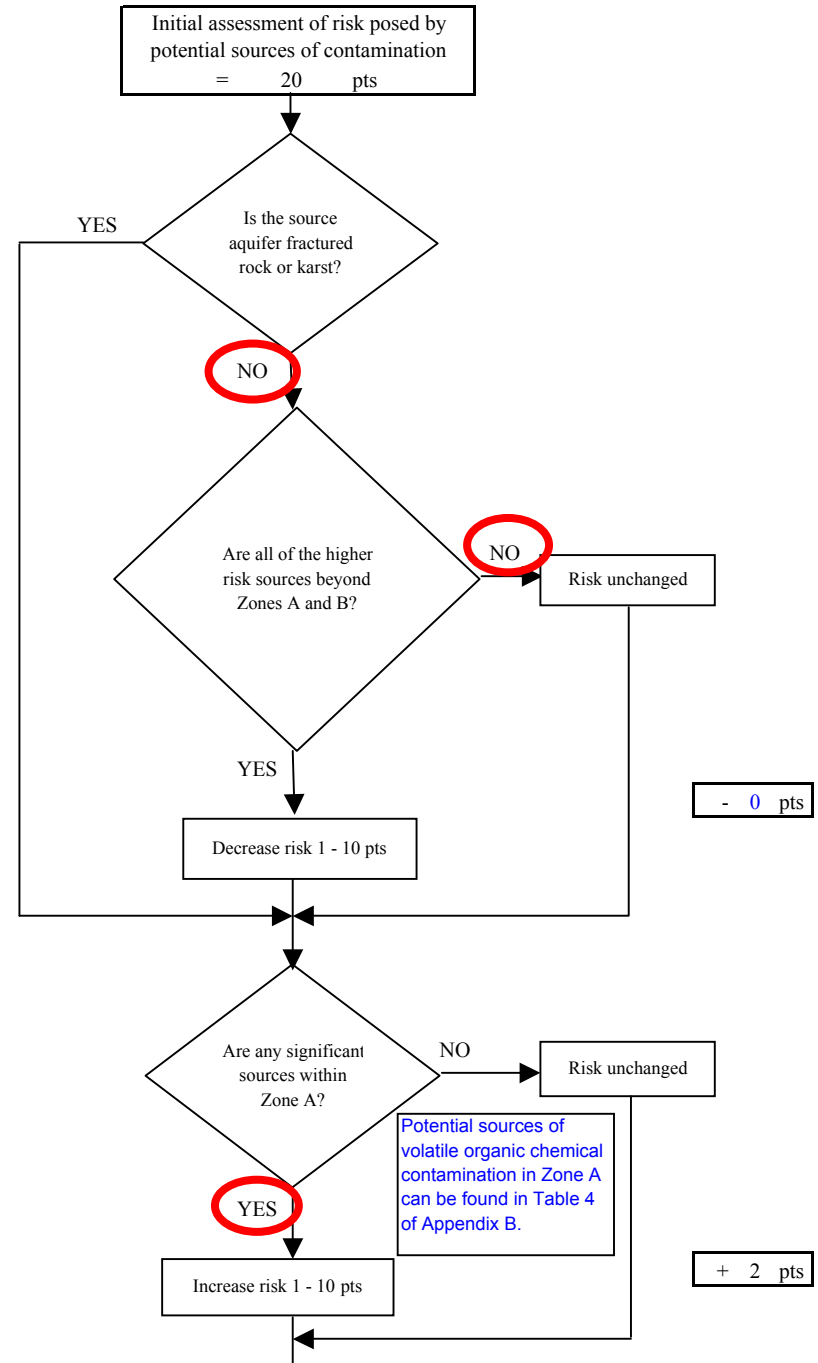 Initial assessment of risk posed by
potential sources of contamination
= 20 pts
YES
Is the source
aquifer fractured
rock or karst?
NO
Are all of the higher
risk sources beyond
Zones A and B?
NO
Risk unchanged
YES
- 0 pts
Decrease risk 1 - 10 pts
Are any significant
sources within
Zone A?
NO
Risk unchanged
Potential sources of
volatile organic chemical
contamination in Zone A
can be found in Table 4
of Appendix B.
YES
+ 2 pts
Increase risk 1 - 10 pts